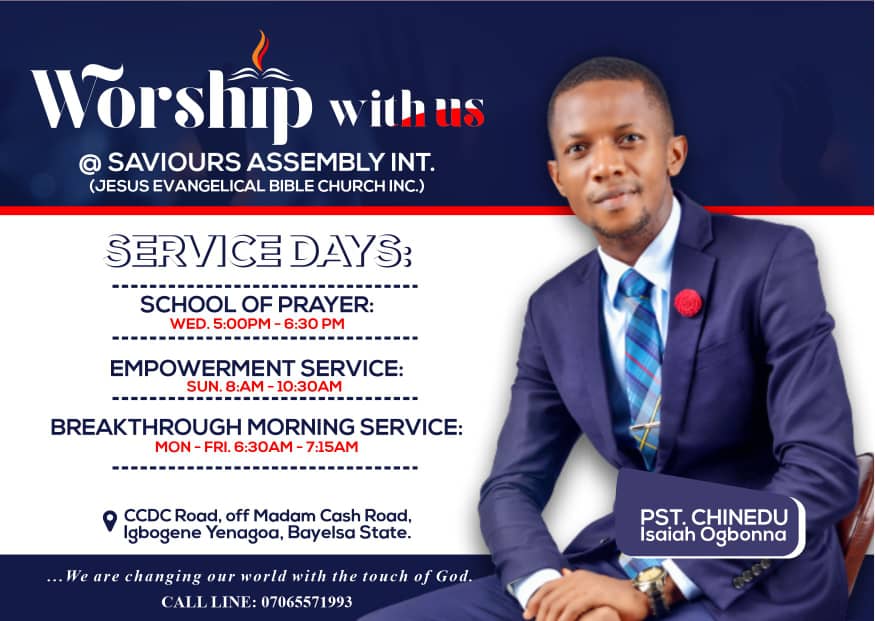 Worship with us
@ SAVIOURS ASSEMBLY INT.
(JESUS EVANGELICAL BIBLE CHURCH INC.)
SERVICE DAYS:
SCHOOL OF PRAYER:
WED. 5:00PM - 6:30 PM
EMPOWERMENT SERVICE:
SUN. 8:AM - 10:30AM
BREAKTHROUGH MORNING SERVICE:
MON - FRI. 6:30AM - 7:15AM
CCDC Road, off Madam Cash Road,
Igbogene Yenagoa, Bayelsa State.
PST. CHINEDU
Isaiah Ogbonna
...We are changing our world with the touch of God.
CALL LINE: 07065571993